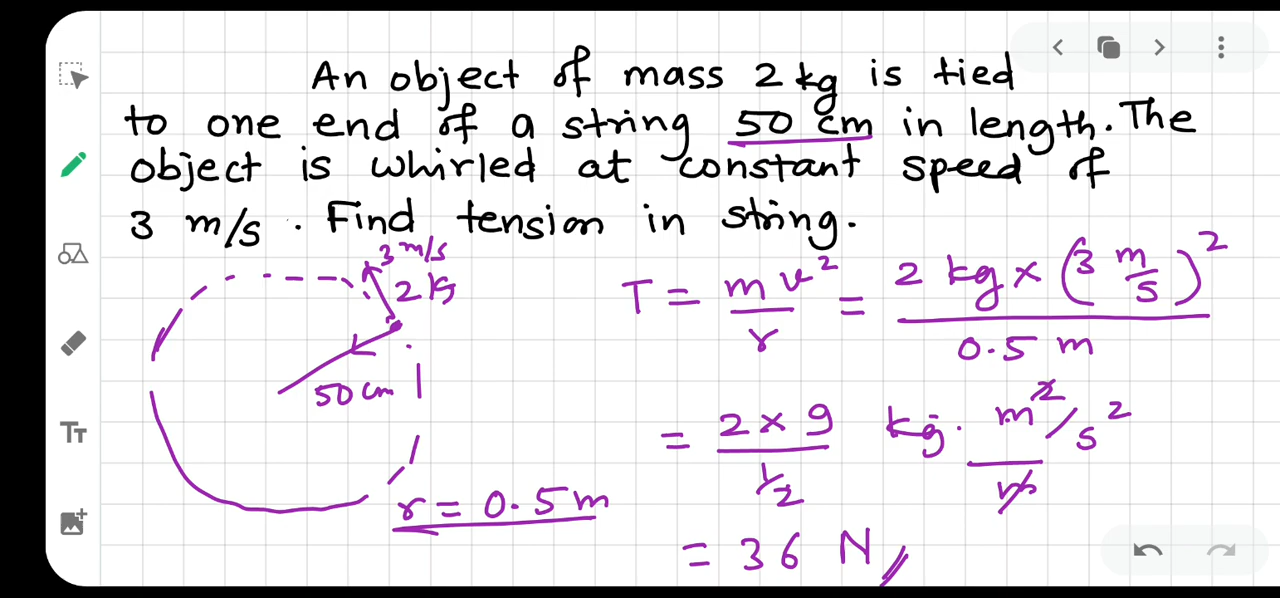 An object of mass 2 kg is tied
to one end of a string 50 cm in length. The
object is whirled at constant speed of
3 m/s. Find tension in string.
3 m/s
2 kg
50 cm
r = 0.5 m
T = m v² / r = 2 kg × (3 m/s)² / 0.5 m
= 2 × 9 / 1/2 kg · m²/s² / m
= 36 N
Tт